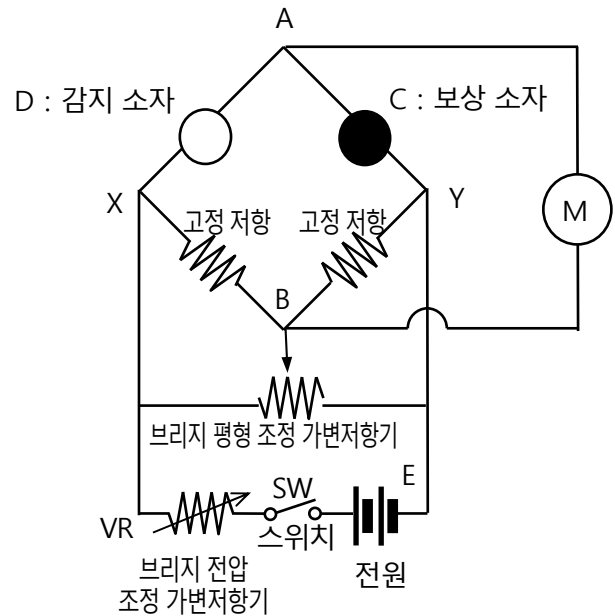 A
D : 감지 소자
C : 보상 소자
X
Y
M
고정 저항
고정 저항
B
브리지 평형 조정 가변저항기
SW
E
VR
스위치
브리지 전압
조정 가변저항기
전원